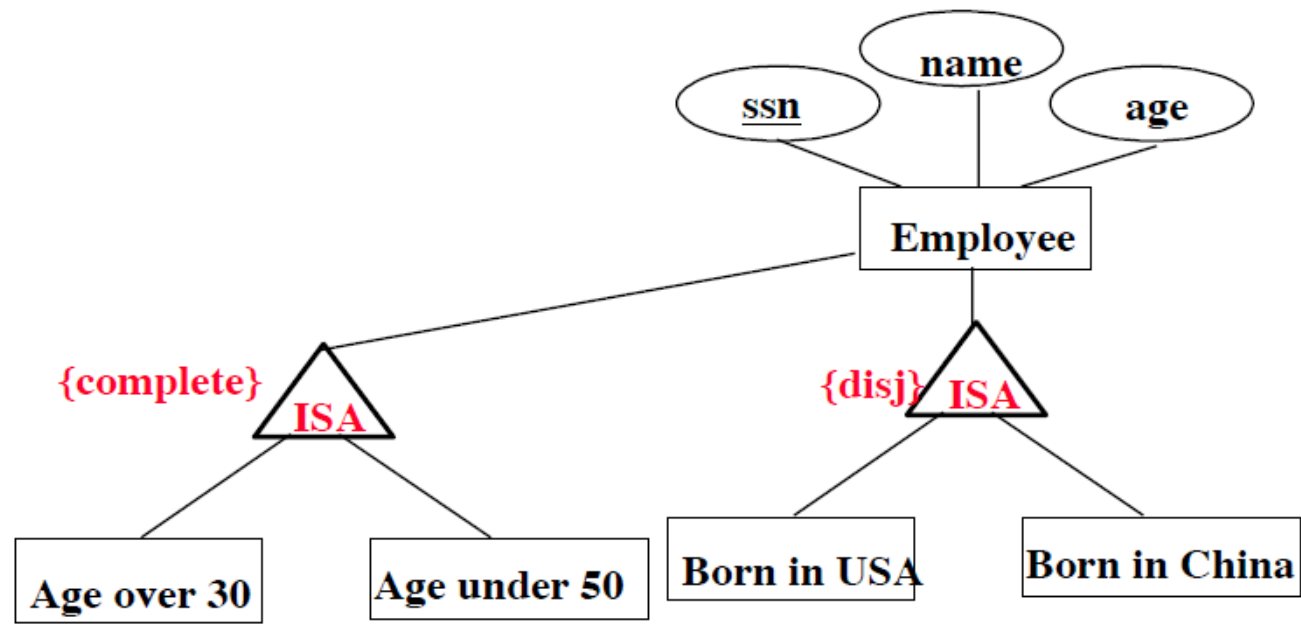 name
ssn
age
Employee
{complete}
ISA
{disj}
ISA
Age over 30
Age under 50
Born in USA
Born in China